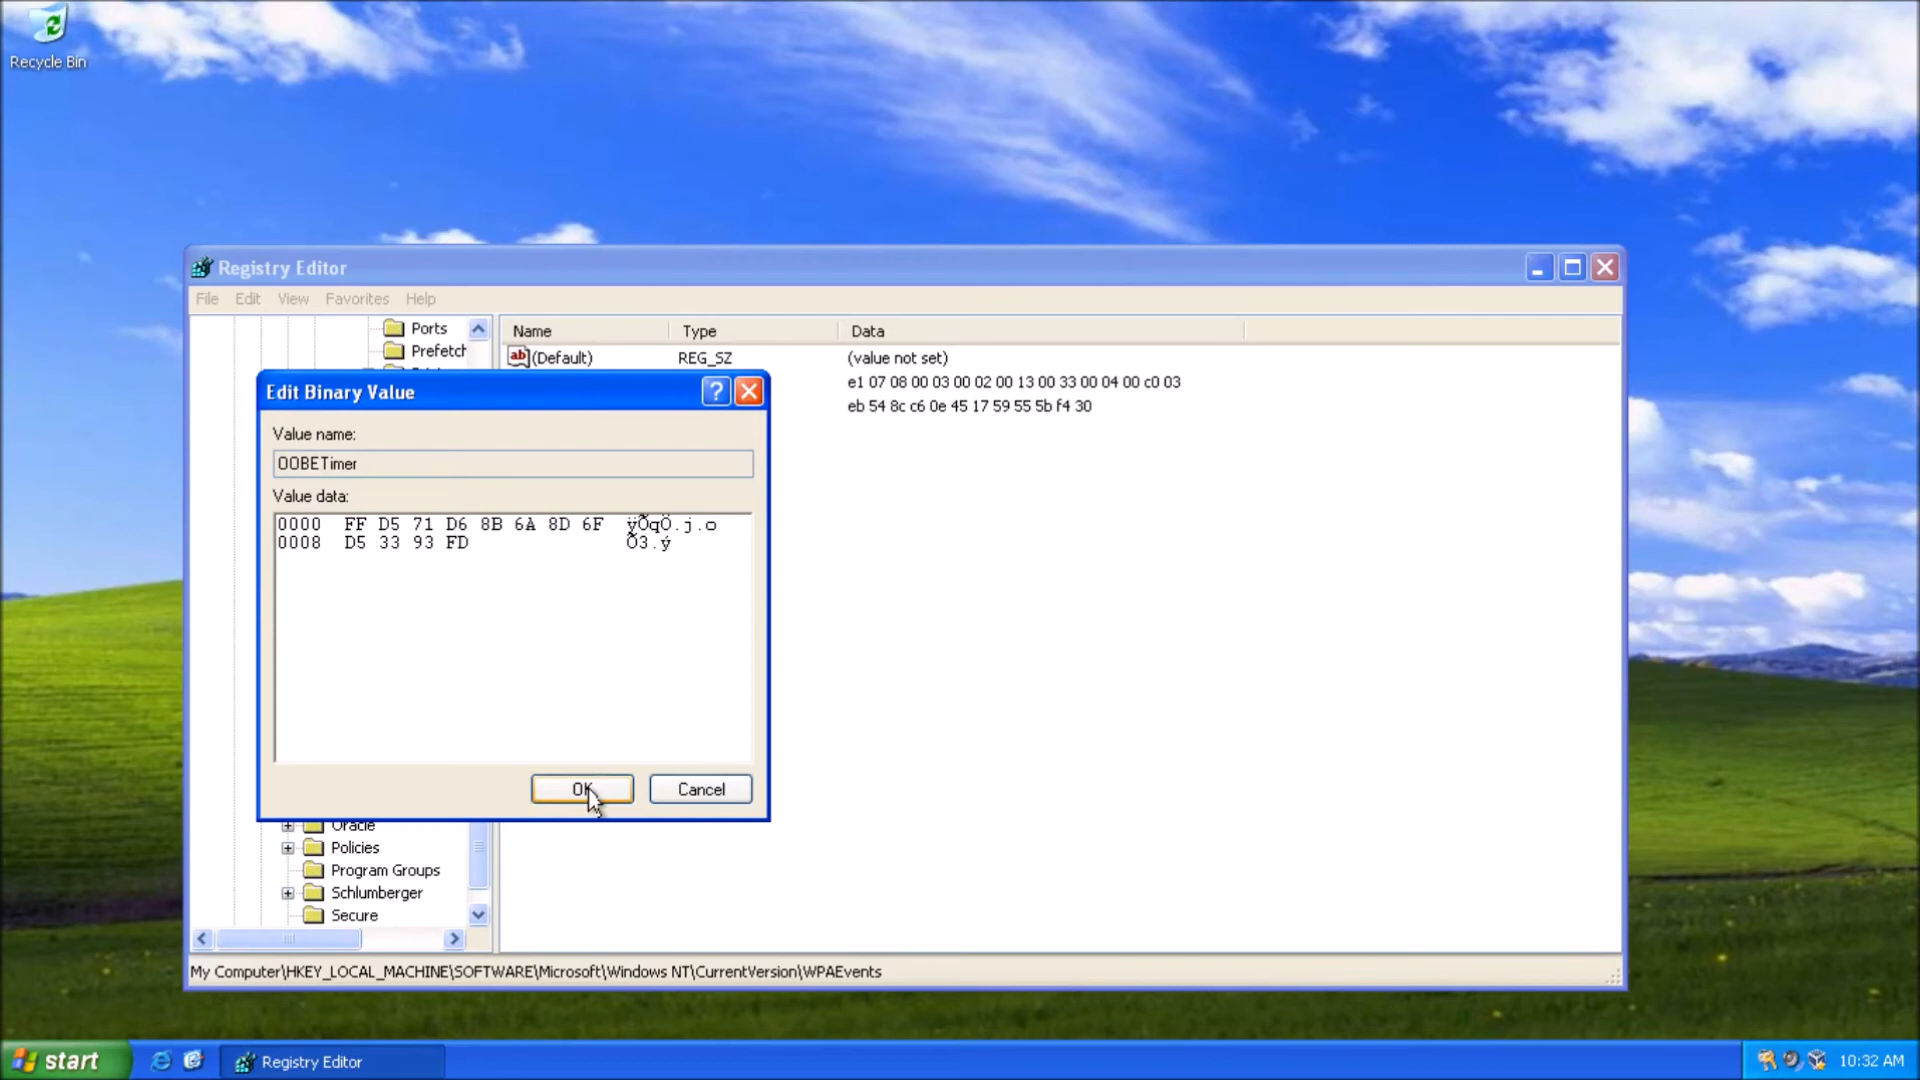 Recycle Bin
Registry Editor
File Edit View Favorites Help
Ports
Prefetch
Name Type Data
(Default) REG_SZ (value not set)
e1 07 08 00 03 00 02 00 13 00 33 00 04 00 c0 03
eb 54 8c c6 0e 45 17 59 55 5b f4 30
Edit Binary Value
Value name:
OOBETimer
Value data:
0000 FF D5 71 D6 8B 6A 8D 6F ÿÕqÖ.j.o
0008 D5 33 93 FD Õ3.ý
OK Cancel
Oracle
Policies
Program Groups
Schlumberger
Secure
My Computer\HKEY_LOCAL_MACHINE\SOFTWARE\Microsoft\Windows NT\CurrentVersion\WPAEvents
start Registry Editor 10:32 AM